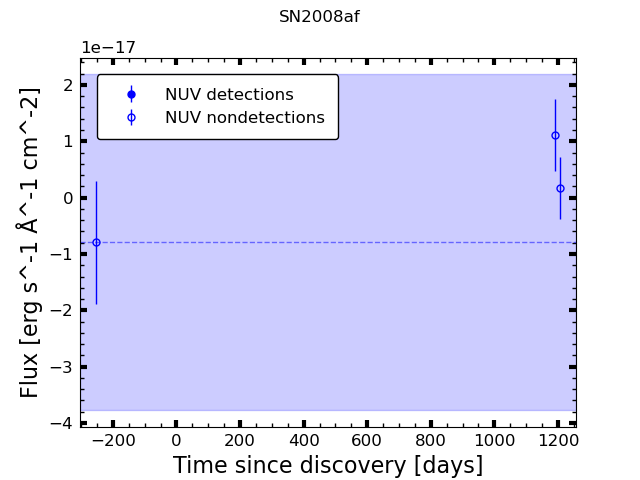 SN2008af
1e−17
NUV detections
NUV nondetections
2
1
0
−1
−2
−3
−4
Flux [erg s^-1 Å^-1 cm^-2]
−200 0 200 400 600 800 1000 1200
Time since discovery [days]